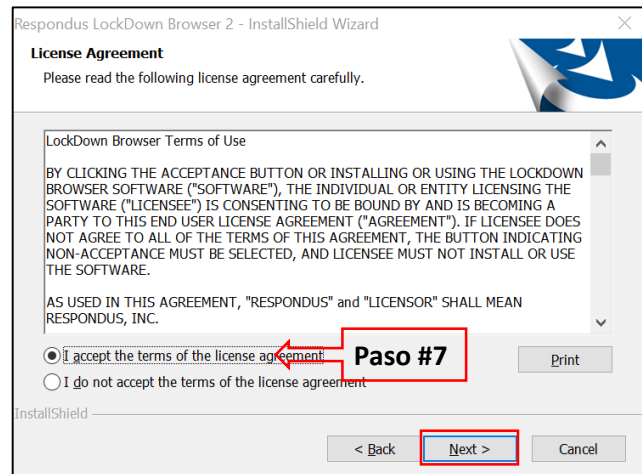 Respondus LockDown Browser 2 - InstallShield Wizard
License Agreement
Please read the following license agreement carefully.
LockDown Browser Terms of Use
BY CLICKING THE ACCEPTANCE BUTTON OR INSTALLING OR USING THE LOCKDOWN
BROWSER SOFTWARE ("SOFTWARE"), THE INDIVIDUAL OR ENTITY LICENSING THE
SOFTWARE ("LICENSEE") IS CONSENTING TO BE BOUND BY AND IS BECOMING A
PARTY TO THIS END USER LICENSE AGREEMENT ("AGREEMENT"). IF LICENSEE DOES
NOT AGREE TO ALL OF THE TERMS OF THIS AGREEMENT, THE BUTTON INDICATING
NON-ACCEPTANCE MUST BE SELECTED, AND LICENSEE MUST NOT INSTALL OR USE
THE SOFTWARE.
AS USED IN THIS AGREEMENT, "RESPONDUS" and "LICENSOR" SHALL MEAN
RESPONDUS, INC.
I accept the terms of the license agreement
Paso #7
Print
I do not accept the terms of the license agreement
InstallShield
< Back
Next >
Cancel